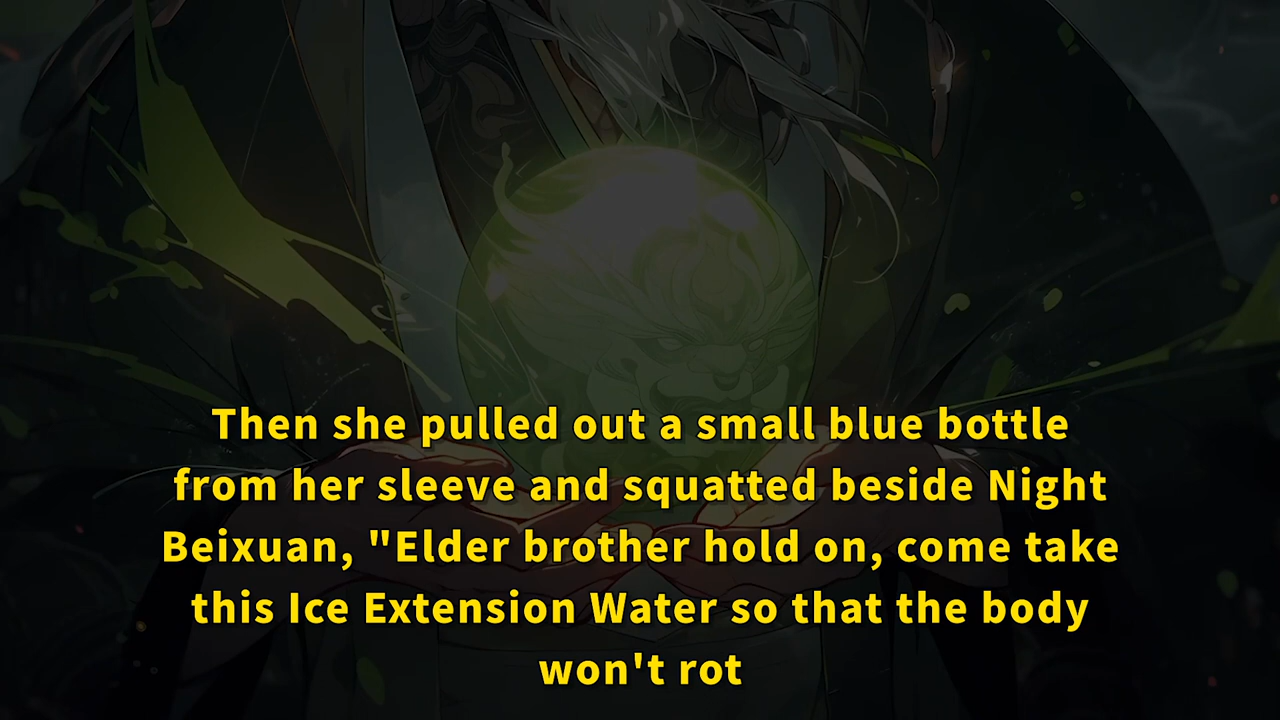 Then she pulled out a small blue bottle
from her sleeve and squatted beside Night
Beixuan, "Elder brother hold on, come take
this Ice Extension Water so that the body
won't rot